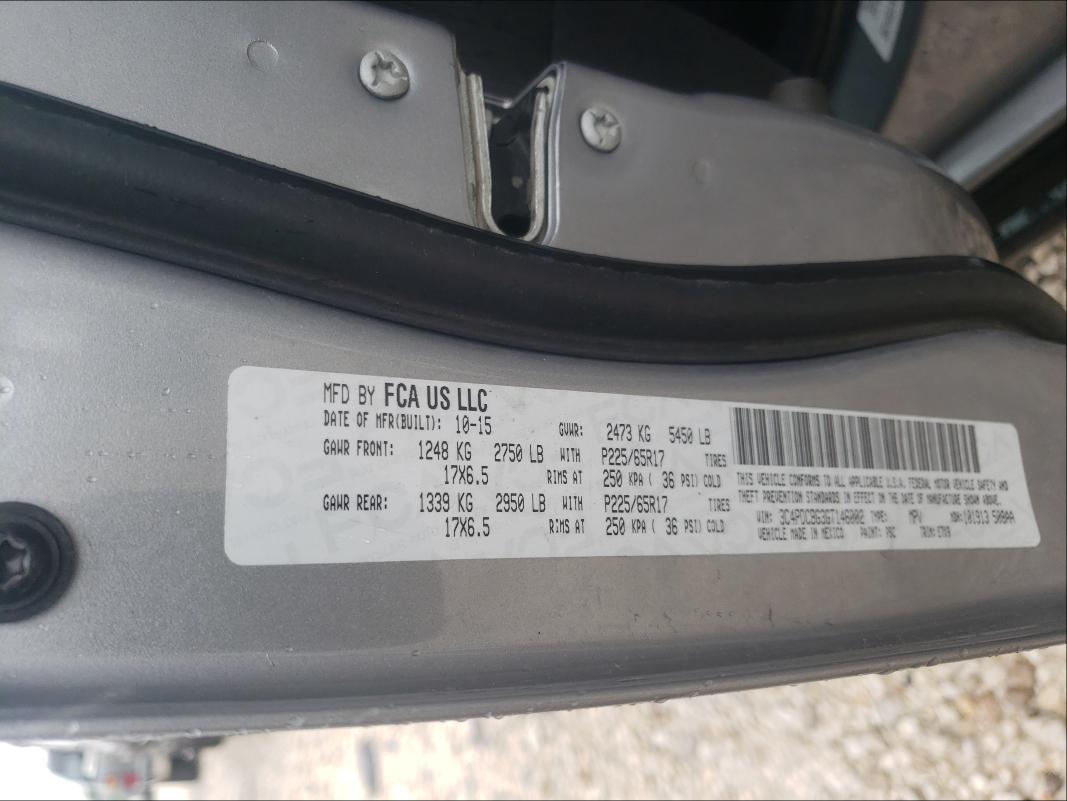 MFD BY FCA US LLC
DATE OF MFR(BUILT): 10-15 GVWR: 2473 KG 5450 LB
GAWR FRONT: 1248 KG 2750 LB WITH P225/65R17 TIRES
17X6.5 RIMS AT 250 KPA ( 36 PSI) COLD
GAWR REAR: 1339 KG 2950 LB WITH P225/65R17 TIRES
17X6.5 RIMS AT 250 KPA ( 36 PSI) COLD
THIS VEHICLE CONFORMS TO ALL APPLICABLE U.S.A. FEDERAL MOTOR VEHICLE SAFETY AND
THEFT PREVENTION STANDARDS IN EFFECT ON THE DATE OF MANUFACTURE SHOWN ABOVE.
VIN: TYPE: MPV MDH: 101913
VEHICLE MADE IN MEXICO PAINT: PSC TRIM: